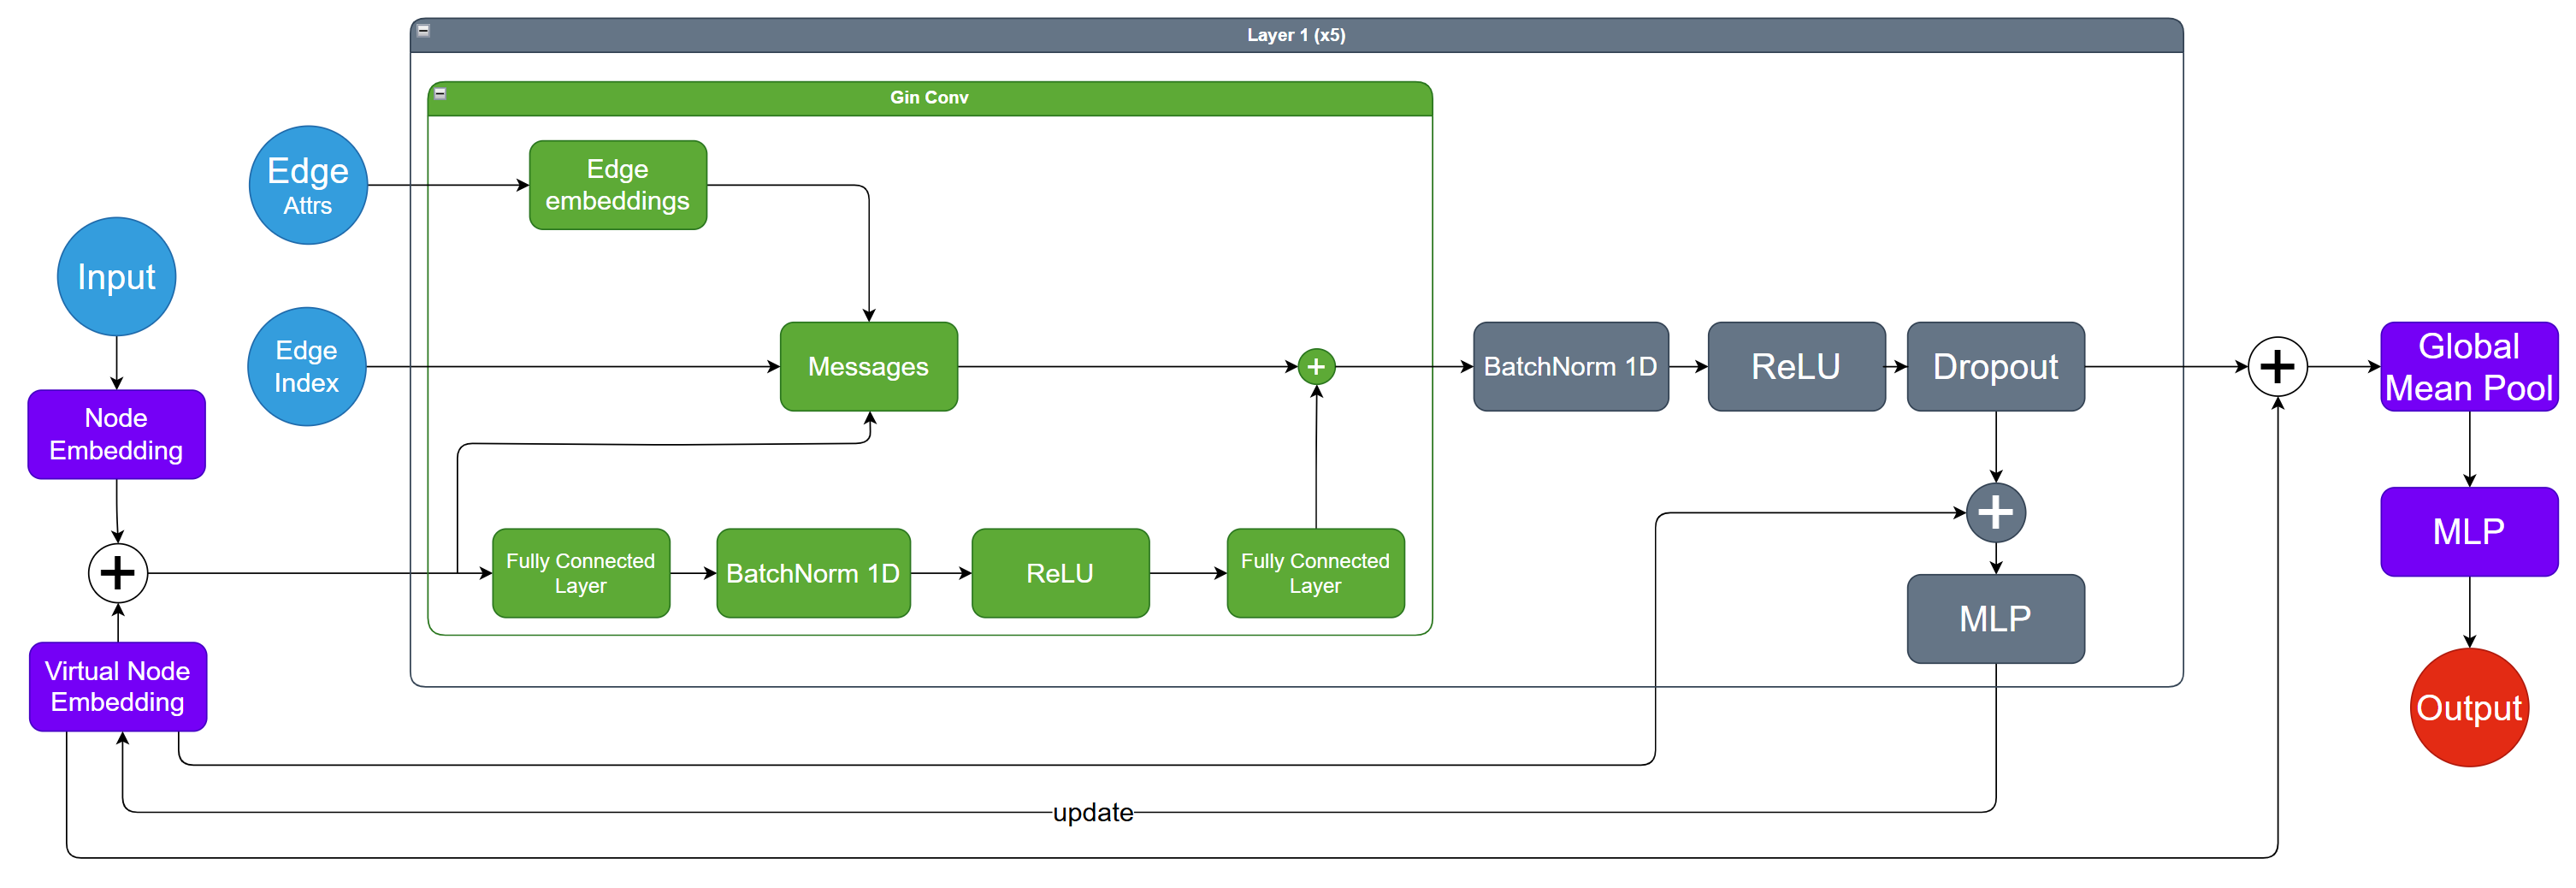 Layer 1 (x5)
Gin Conv
Edge
Attrs
Edge
embeddings
Input
Edge
Index
Messages
+
BatchNorm 1D
ReLU
Dropout
+
Global
Mean Pool
Node
Embedding
+
MLP
+
Fully Connected
Layer
BatchNorm 1D
ReLU
Fully Connected
Layer
MLP
Virtual Node
Embedding
Output
update